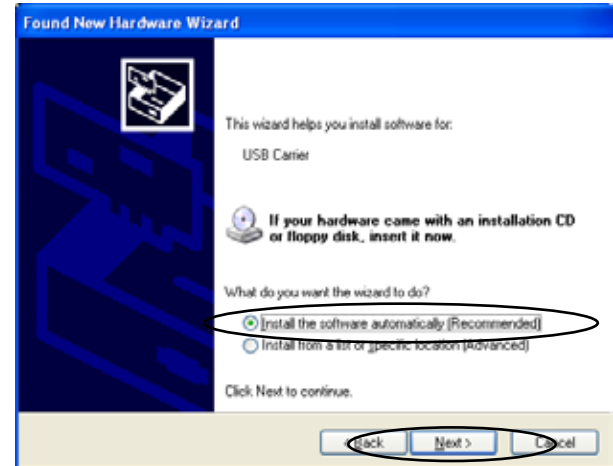 Found New Hardware Wizard
This wizard helps you install software for:
USB Carrier
If your hardware came with an installation CD
or floppy disk, insert it now.
What do you want the wizard to do?
Install the software automatically (Recommended)
Install from a list or specific location (Advanced)
Click Next to continue.
< Back Next > Cancel